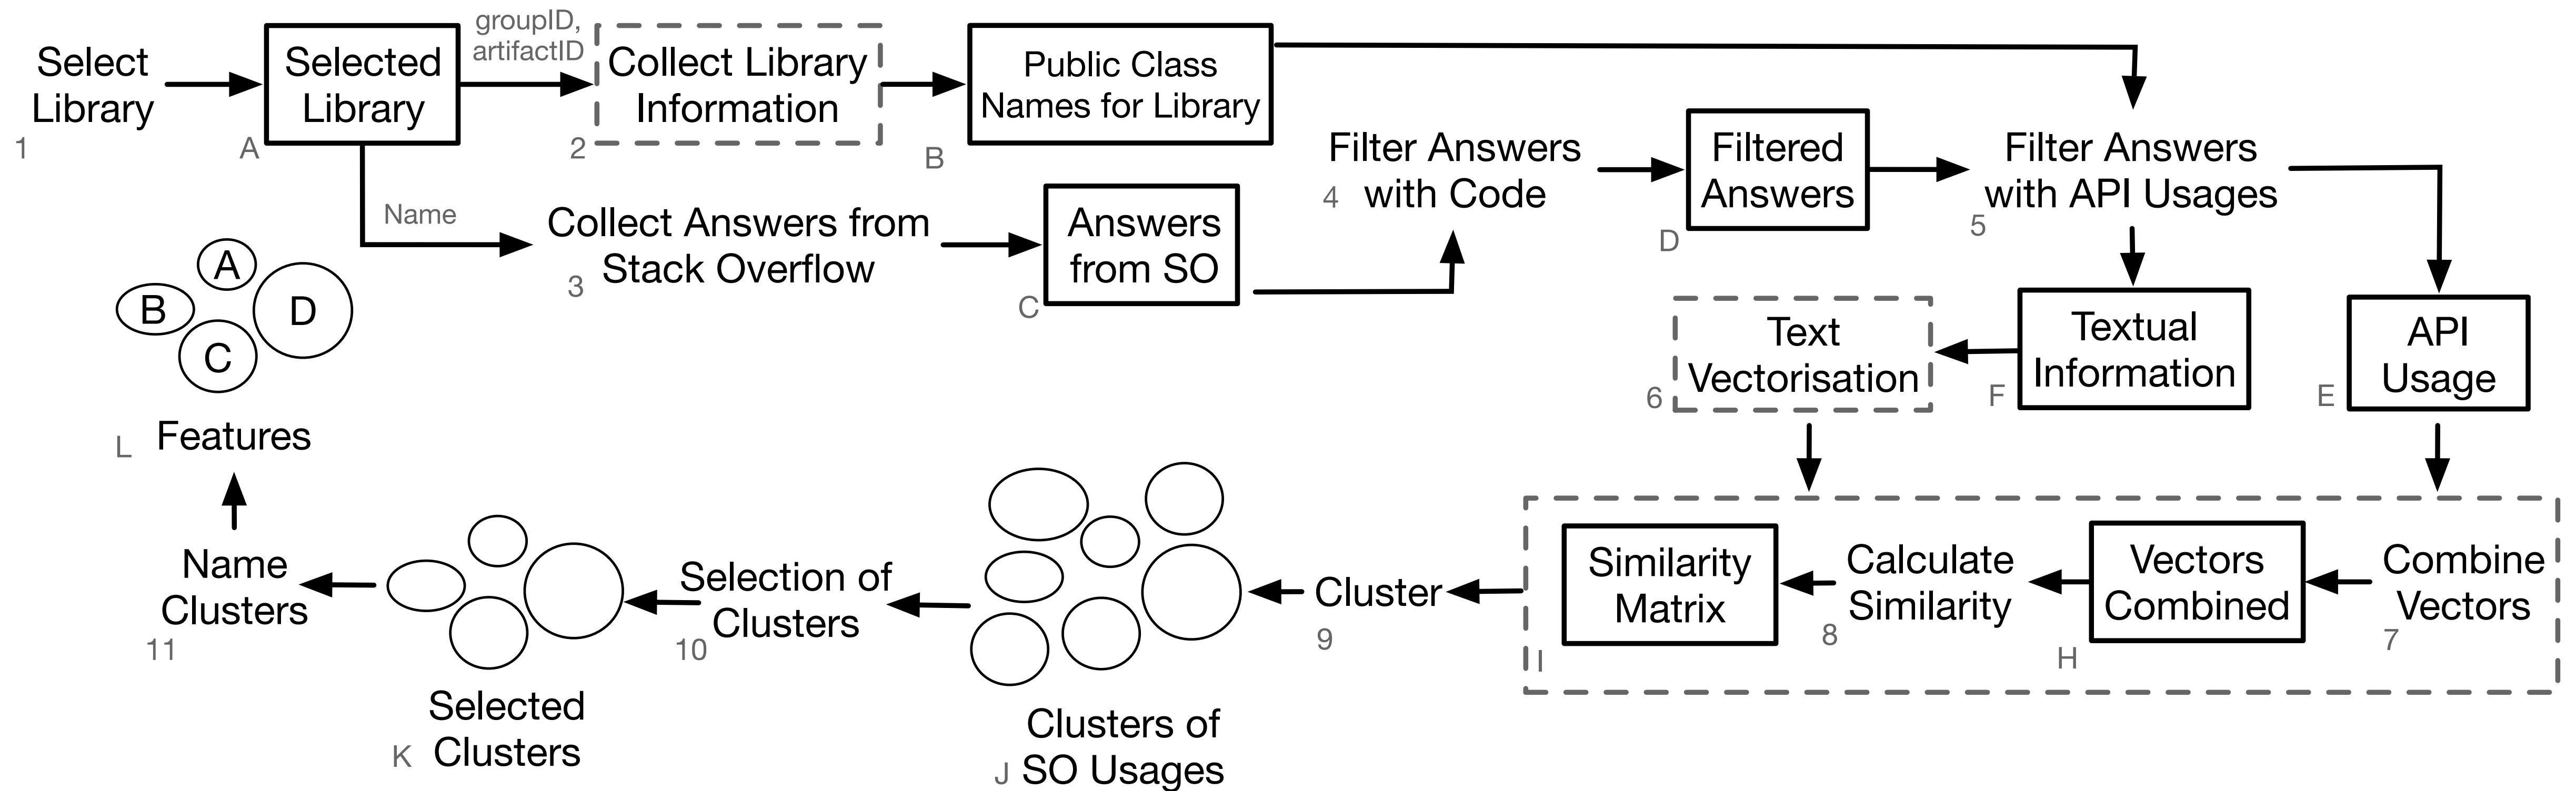 Select
Library
1
Selected
Library
A
groupID,
artifactID
Collect Library
Information
2
Public Class
Names for Library
B
Name
Collect Answers from
Stack Overflow
3
Answers
from SO
C
Filter Answers
with Code
4
Filtered
Answers
D
Filter Answers
with API Usages
5
API
Usage
E
Textual
Information
F
Text
Vectorisation
6
Combine
Vectors
7
Vectors
Combined
H
Calculate
Similarity
8
Similarity
Matrix
I
Cluster
9
Clusters of
SO Usages
J
Selection of
Clusters
10
Selected
Clusters
K
Name
Clusters
11
Features
L
A
B
C
D